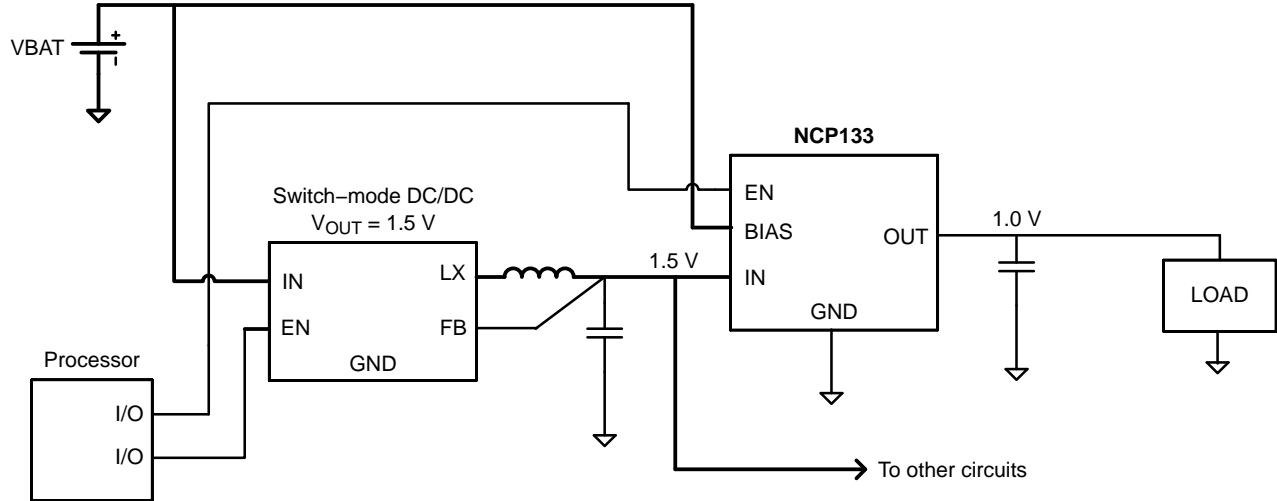 VBAT
+
NCP133
Switch−mode DC/DC
VOUT = 1.5 V
EN
BIAS
IN
OUT
GND
1.0 V
1.5 V
LOAD
IN
EN
LX
FB
GND
Processor
I/O
I/O
To other circuits